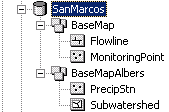 SanMarcos
BaseMap
Flowline
MonitoringPoint
BaseMapAlbers
PrecipStn
Subwatershed